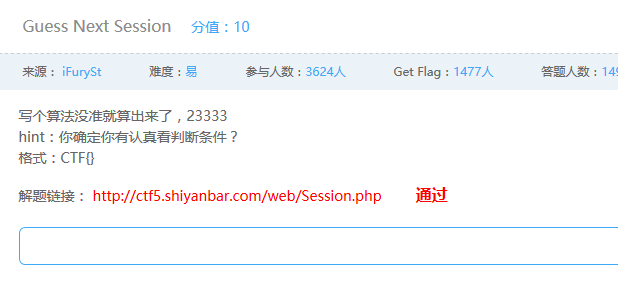 Guess Next Session 分值：10
来源： iFurySt 难度：易 参与人数：3624人 Get Flag：1477人 答题人数：149
写个算法没准就算出来了，23333
hint：你确定你有认真看判断条件？
格式：CTF{}
解题链接： http://ctf5.shiyanbar.com/web/Session.php 通过